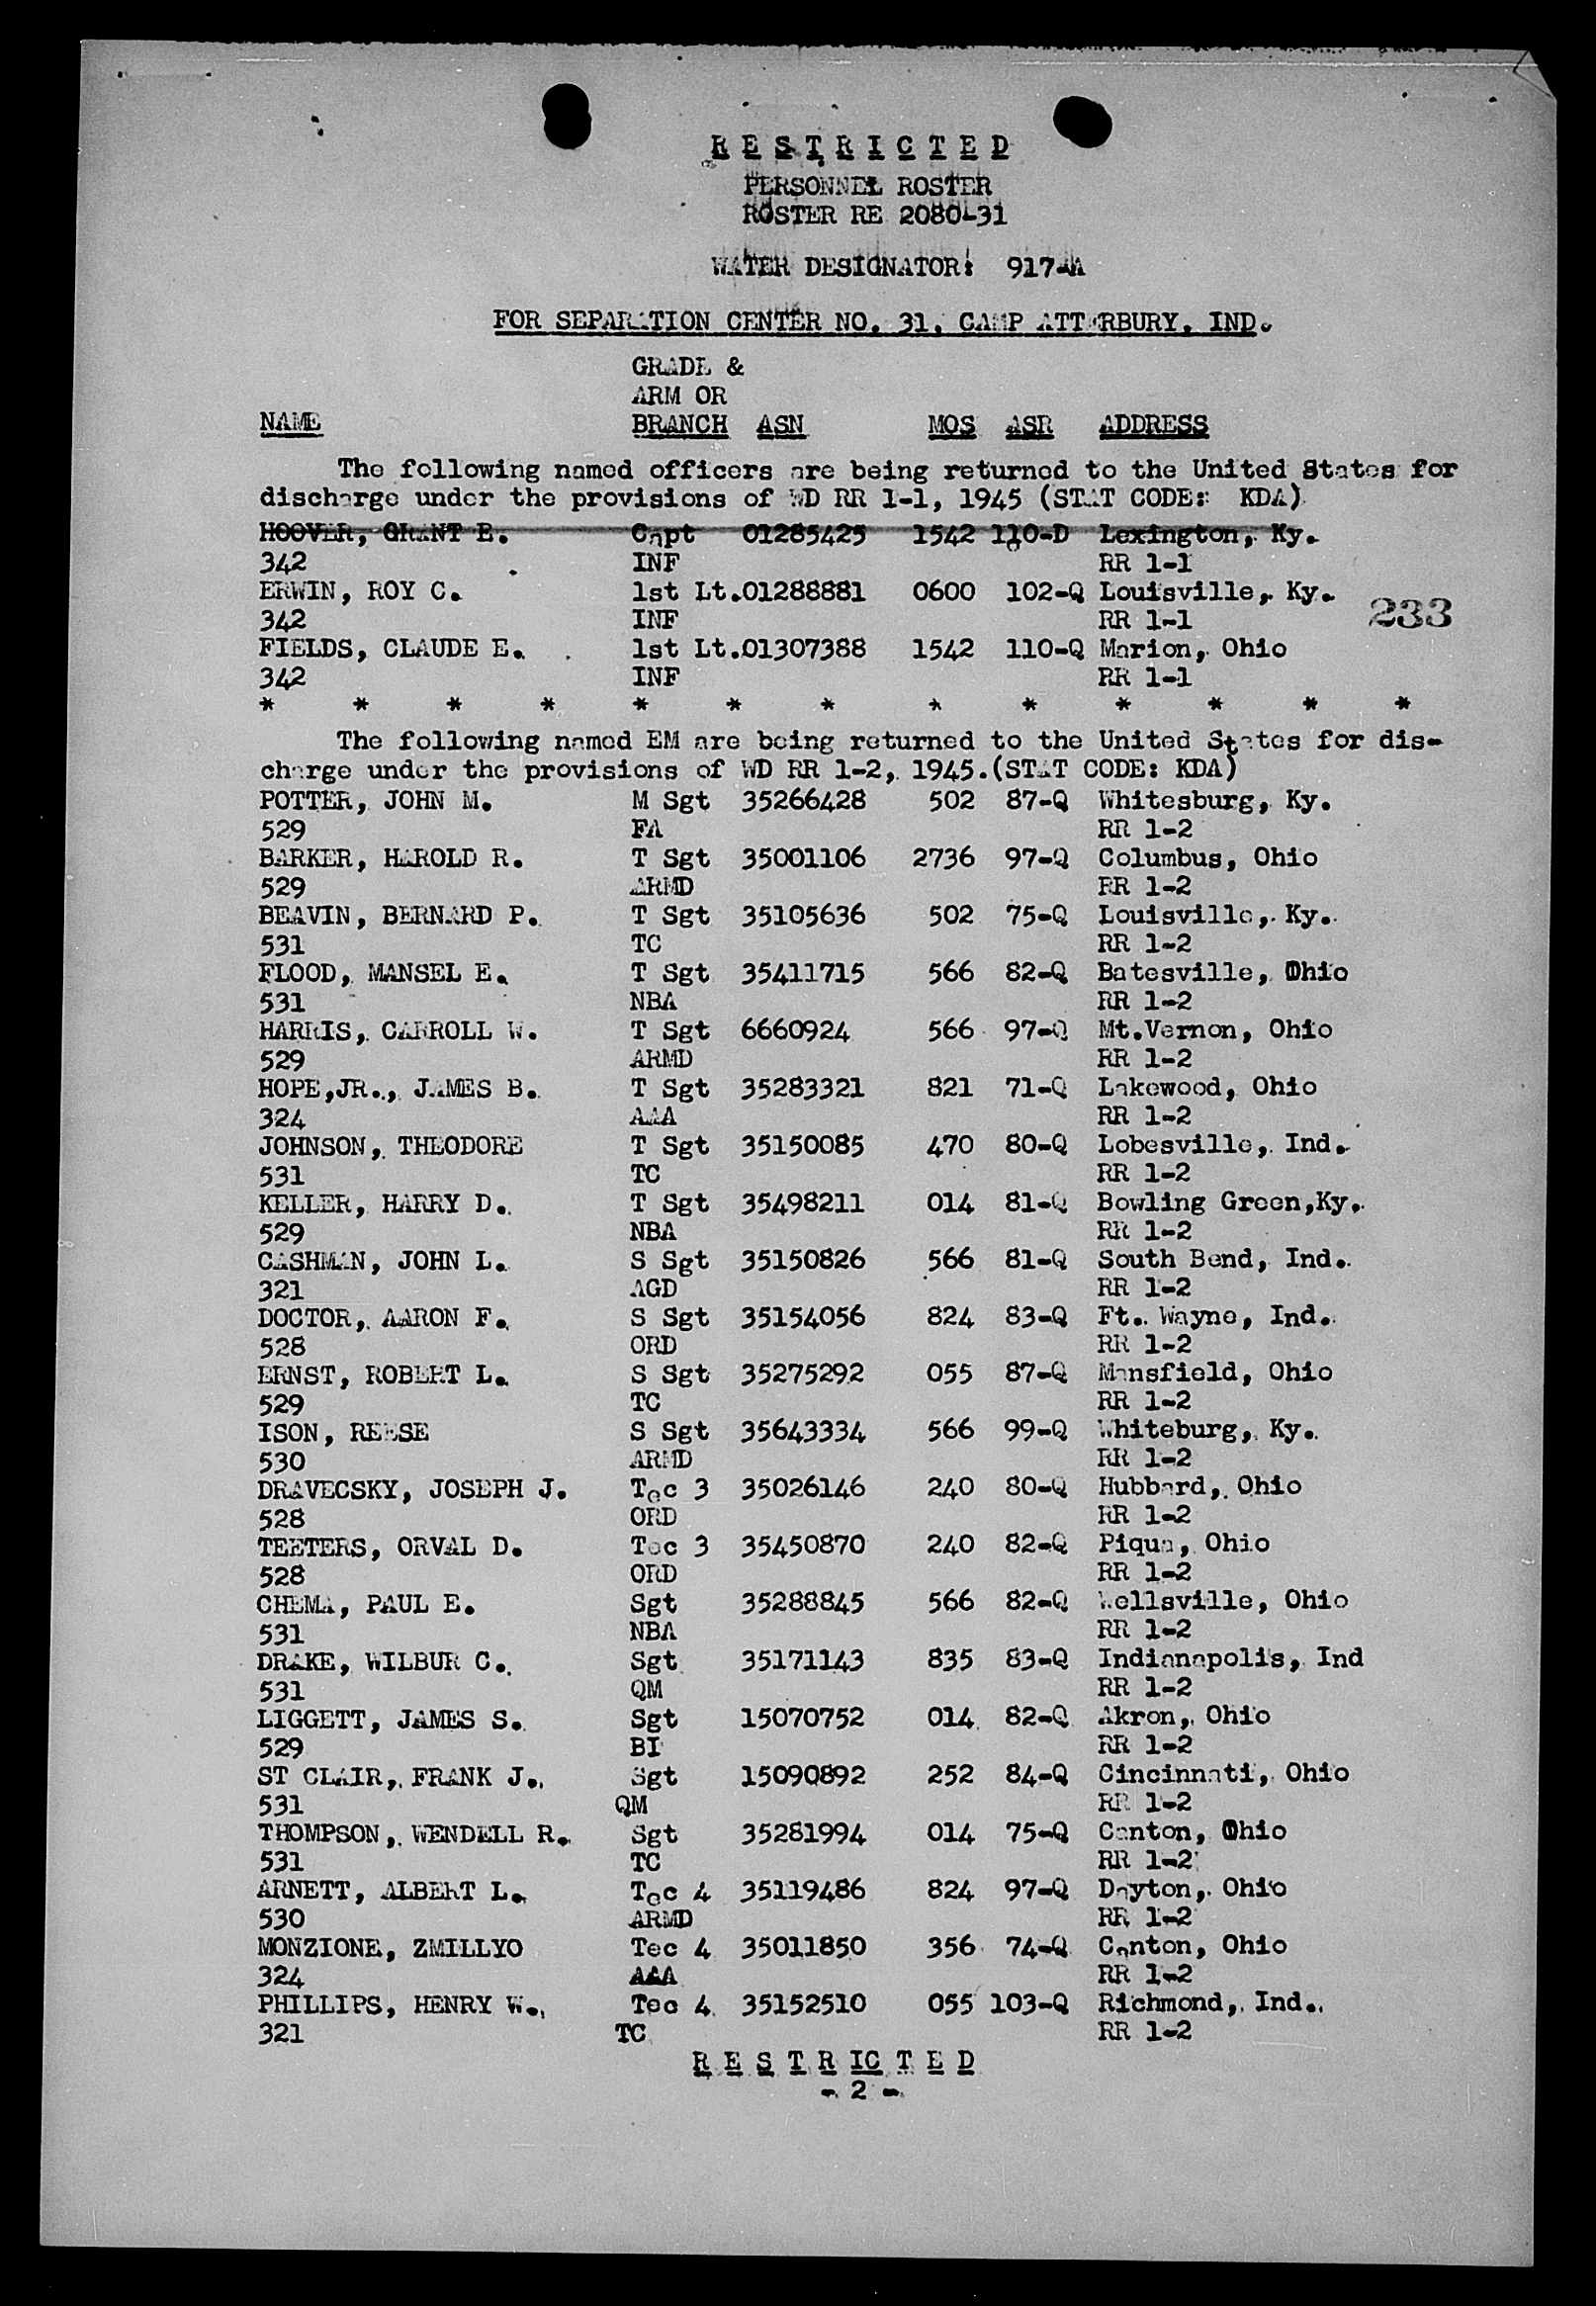 RESTRICTED
PERSONNEL ROSTER
ROSTER RE 2080-31
WATER DESIGNATOR: 917-A
FOR SEPARATION CENTER NO. 31, CAMP ATTERBURY, IND.
GRADE &
ARM OR
NAME BRANCH ASN MOS ASR ADDRESS
The following named officers are being returned to the United States for
discharge under the provisions of WD RR 1-1, 1945 (STAT CODE: KDA)
HOOVER, GRANT E. Capt 01285425 1542 110-D Lexington, Ky.
342 INF RR 1-1
ERWIN, ROY C. 1st Lt.01288881 0600 102-Q Louisville, Ky.
233
342 INF RR 1-1
FIELDS, CLAUDE E. 1st Lt.01307388 1542 110-Q Marion, Ohio
342 INF RR 1-1
* * * * * * * * * * * * *
The following named EM are being returned to the United States for dis-
charge under the provisions of WD RR 1-2, 1945.(STAT CODE: KDA)
POTTER, JOHN M. M Sgt 35266428 502 87-Q Whitesburg, Ky.
529 FA RR 1-2
BARKER, HAROLD R. T Sgt 35001106 2736 97-Q Columbus, Ohio
529 ARMD RR 1-2
BEAVIN, BERNARD P. T Sgt 35105636 502 75-Q Louisville, Ky.
531 TC RR 1-2
FLOOD, MANSEL E. T Sgt 35411715 566 82-Q Batesville, Ohio
531 NBA RR 1-2
HARRIS, CARROLL W. T Sgt 6660924 566 97-Q Mt.Vernon, Ohio
529 ARMD RR 1-2
HOPE,JR., JAMES B. T Sgt 35283321 821 71-Q Lakewood, Ohio
324 AAA RR 1-2
JOHNSON, THEODORE T Sgt 35150085 470 80-Q Lobesville, Ind.
531 TC RR 1-2
KELLER, HARRY D. T Sgt 35498211 014 81-Q Bowling Green,Ky.
529 NBA RR 1-2
CASHMAN, JOHN L. S Sgt 35150826 566 81-Q South Bend, Ind.
321 AGD RR 1-2
DOCTOR, AARON F. S Sgt 35154056 824 83-Q Ft. Wayne, Ind.
528 ORD RR 1-2
ERNST, ROBERT L. S Sgt 35275292 055 87-Q Mansfield, Ohio
529 TC RR 1-2
ISON, REESE S Sgt 35643334 566 99-Q Whiteburg, Ky.
530 ARMD RR 1-2
DRAVECSKY, JOSEPH J. Tec 3 35026146 240 80-Q Hubbard, Ohio
528 ORD RR 1-2
TEETERS, ORVAL D. Tec 3 35450870 240 82-Q Piqua, Ohio
528 ORD RR 1-2
CHEMA, PAUL E. Sgt 35288845 566 82-Q Wellsville, Ohio
531 NBA RR 1-2
DRAKE, WILBUR C. Sgt 35171143 835 83-Q Indianapolis, Ind
531 QM RR 1-2
LIGGETT, JAMES S. Sgt 15070752 014 82-Q Akron, Ohio
529 BI RR 1-2
ST CLAIR, FRANK J. Sgt 15090892 252 84-Q Cincinnati, Ohio
531 QM RR 1-2
THOMPSON, WENDELL R. Sgt 35281994 014 75-Q Canton, Ohio
531 TC RR 1-2
ARNETT, ALBERT L. Tec 4 35119486 824 97-Q Dayton, Ohio
530 ARMD RR 1-2
MONZIONE, ZMILLYO Tec 4 35011850 356 74-Q Canton, Ohio
324 AAA RR 1-2
PHILLIPS, HENRY W. Tec 4 35152510 055 103-Q Richmond, Ind.
321 TC RR 1-2
RESTRICTED
- 2 -